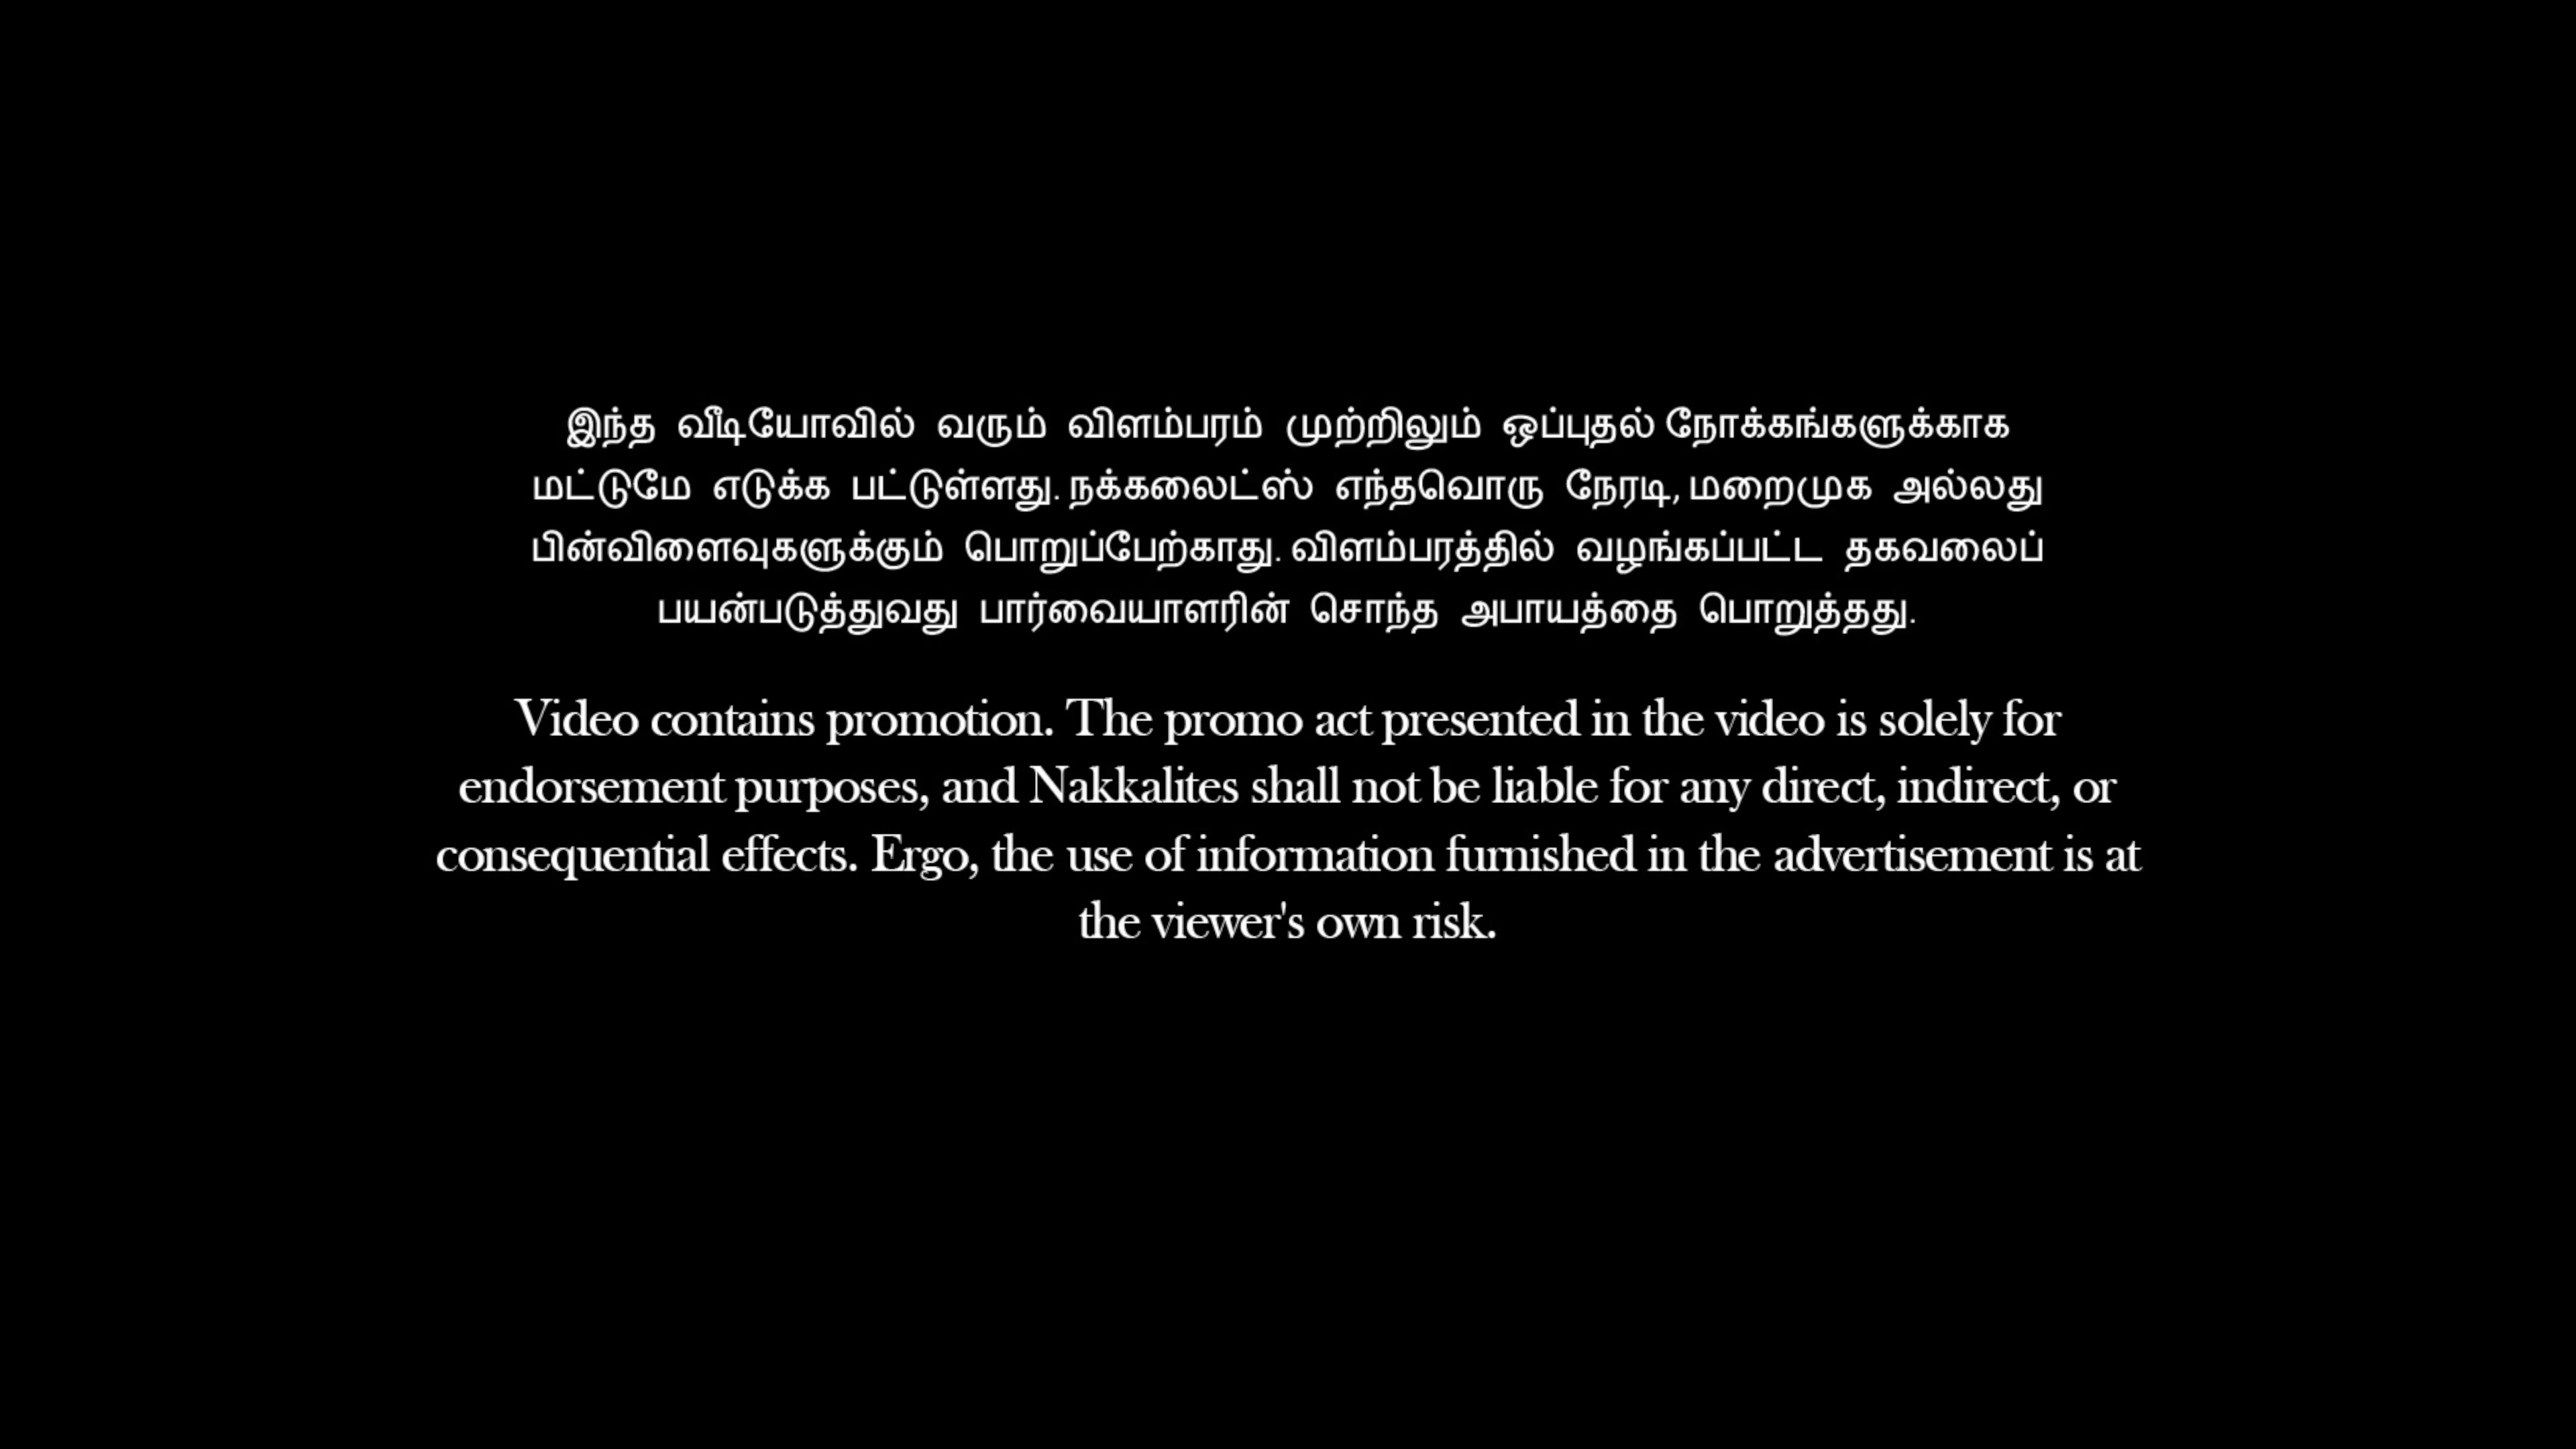 இந்த வீடியோவில் வரும் விளம்பரம் முற்றிலும் ஒப்புதல் நோக்கங்களுக்காக
மட்டுமே எடுக்க பட்டுள்ளது. நக்கலைட்ஸ் எந்தவொரு நேரடி, மறைமுக அல்லது
பின்விளைவுகளுக்கும் பொறுப்பேற்காது. விளம்பரத்தில் வழங்கப்பட்ட தகவலைப்
பயன்படுத்துவது பார்வையாளரின் சொந்த அபாயத்தை பொறுத்தது.
Video contains promotion. The promo act presented in the video is solely for
endorsement purposes, and Nakkalites shall not be liable for any direct, indirect, or
consequential effects. Ergo, the use of information furnished in the advertisement is at
the viewer's own risk.